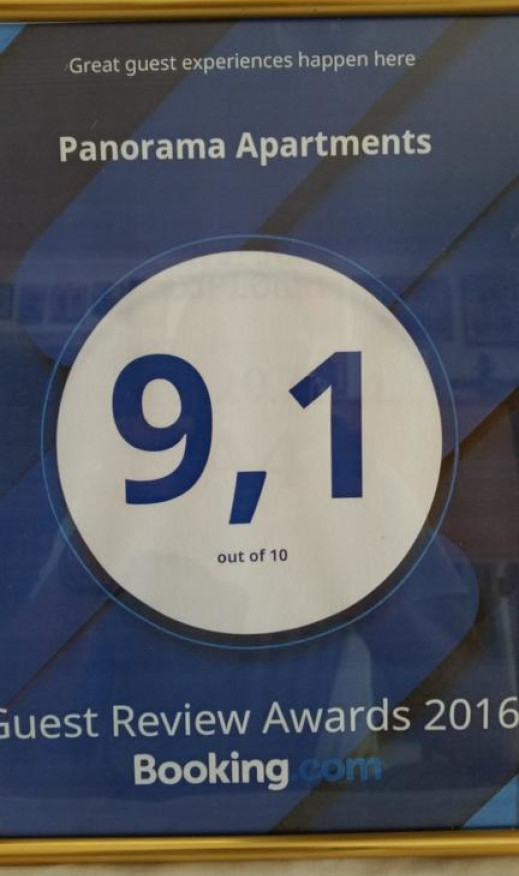 Great guest experiences happen here
Panorama Apartments
9,1
out of 10
Guest Review Awards 2016
Booking.com